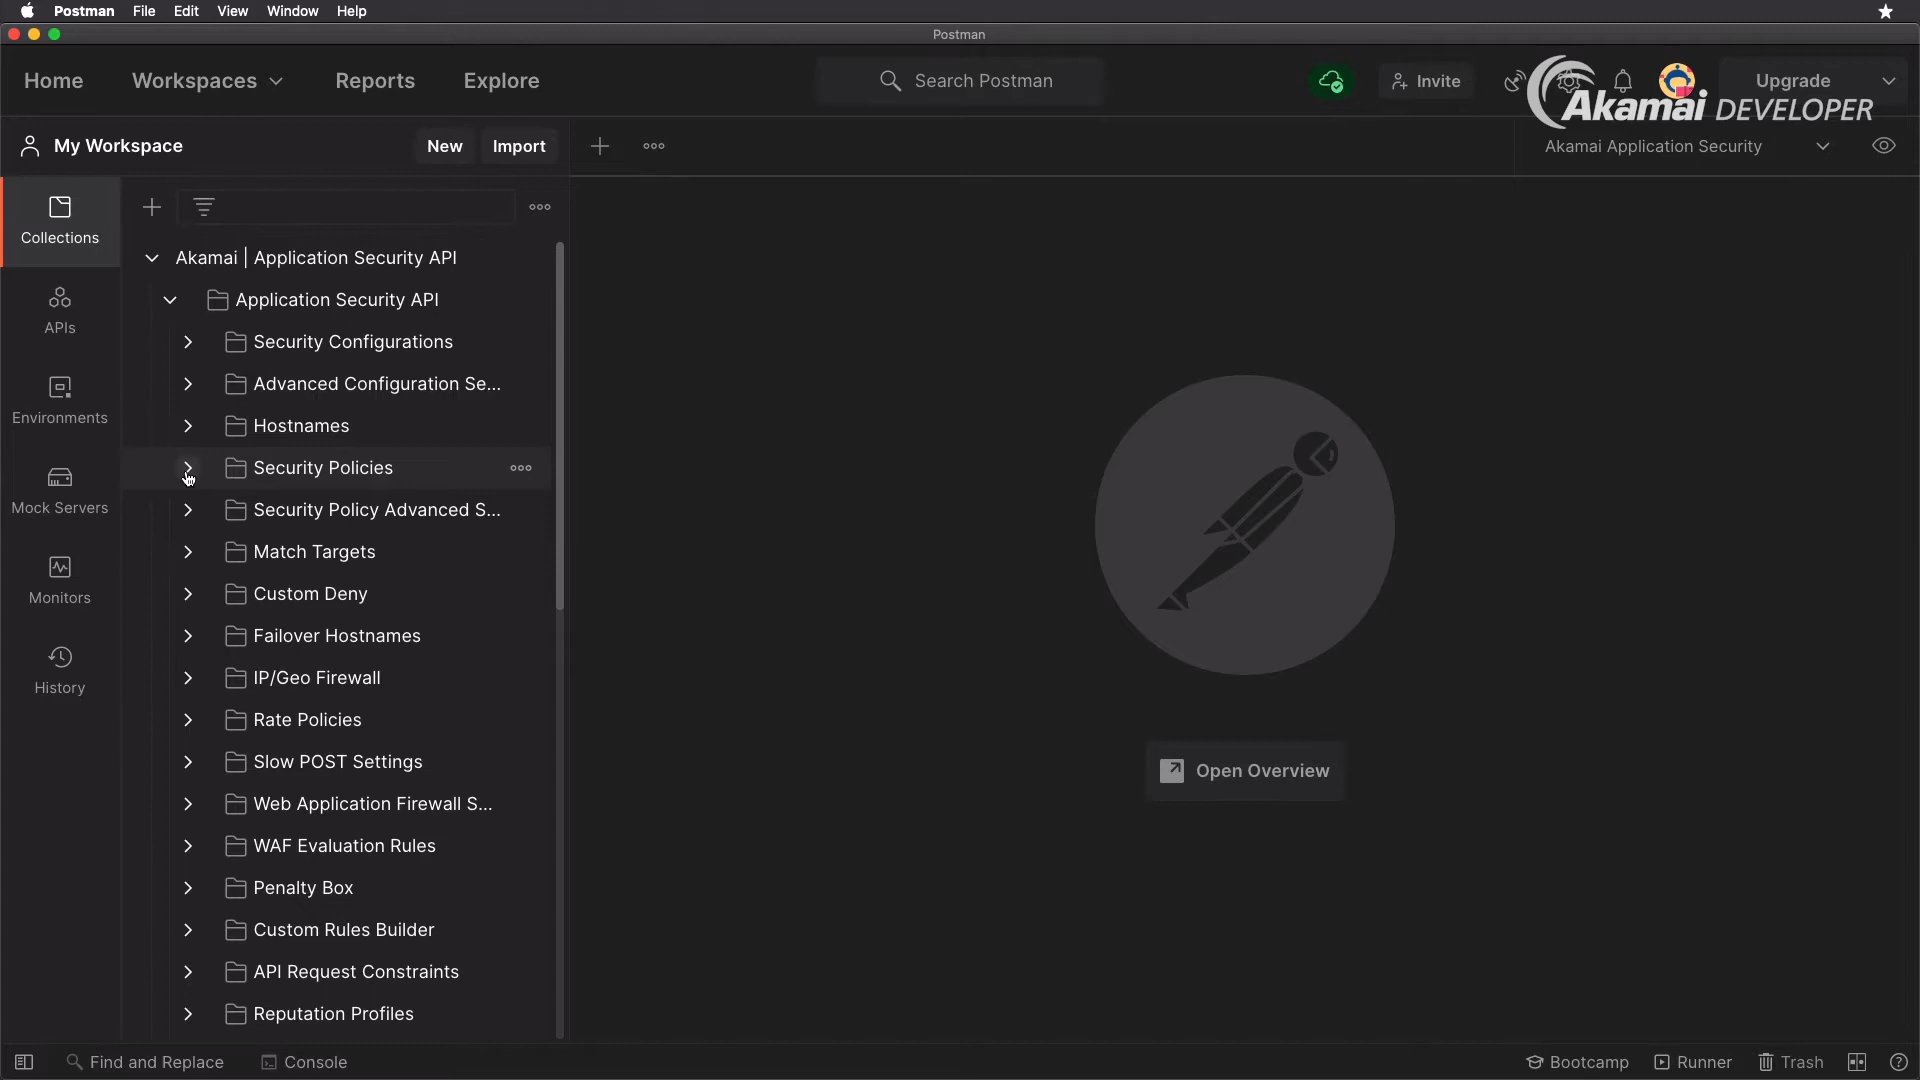 Postman File Edit View Window Help
Postman
Home Workspaces Reports Explore Search Postman Invite Upgrade
Akamai DEVELOPER
My Workspace New Import Akamai Application Security
Collections
APIs
Environments
Mock Servers
Monitors
History
Akamai | Application Security API
Application Security API
Security Configurations
Advanced Configuration Se...
Hostnames
Security Policies
Security Policy Advanced S...
Match Targets
Custom Deny
Failover Hostnames
IP/Geo Firewall
Rate Policies
Slow POST Settings
Web Application Firewall S...
WAF Evaluation Rules
Penalty Box
Custom Rules Builder
API Request Constraints
Reputation Profiles
Open Overview
Find and Replace Console Bootcamp Runner Trash